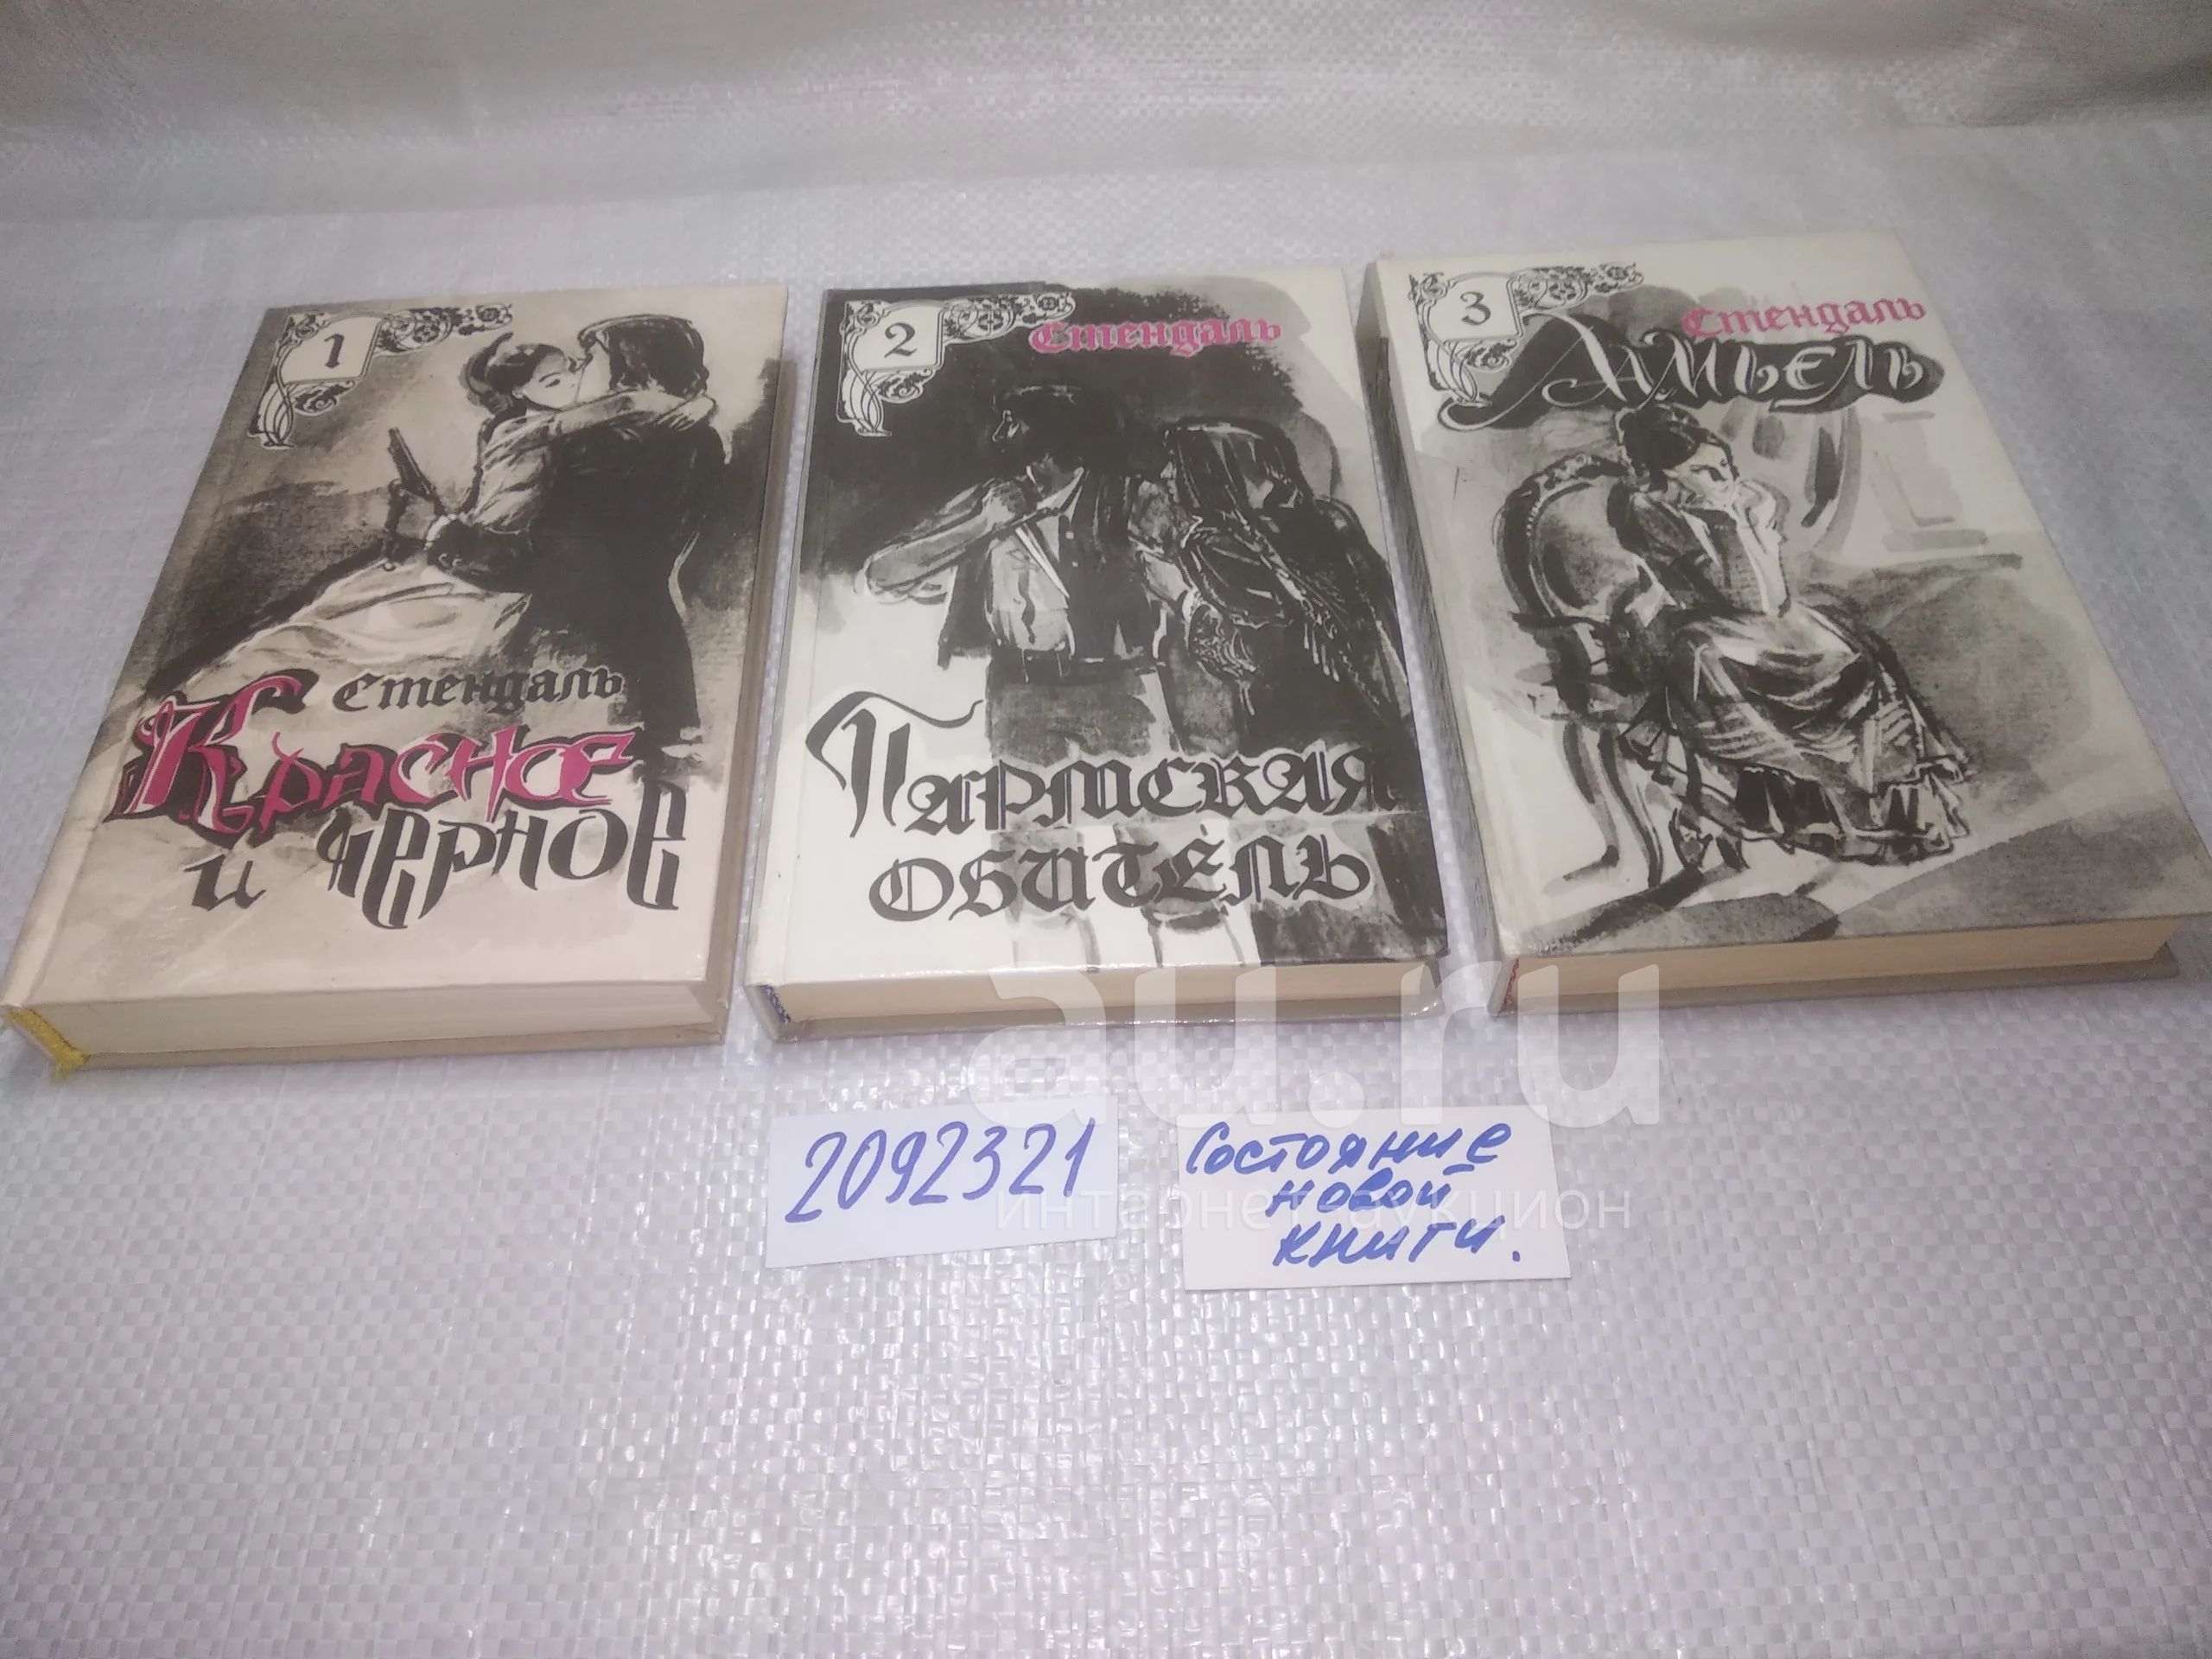 1
Стендаль
Красное
и черное
2
Стендаль
Пармская
обитель
3
Стендаль
Ламьель
au.ru
интернет аукцион
2092321
Состояние
новой
книги.